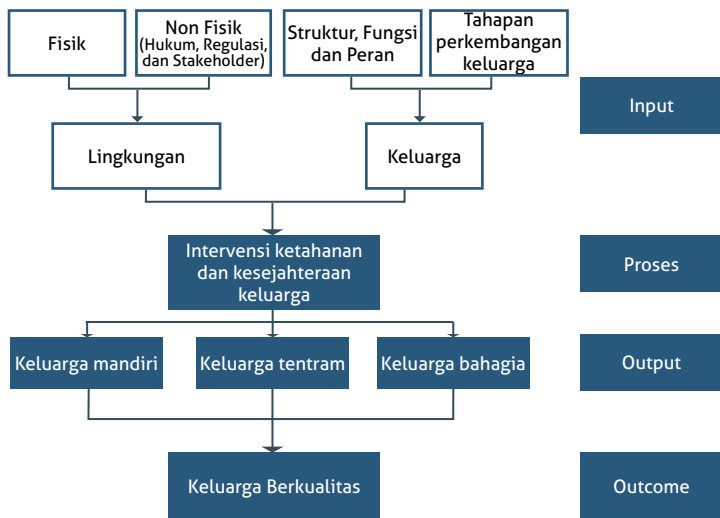 Fisik
Non Fisik
(Hukum, Regulasi,
dan Stakeholder)
Struktur, Fungsi
dan Peran
Tahapan
perkembangan
keluarga
Input
Lingkungan
Keluarga
Intervensi ketahanan
dan kesejahteraan
keluarga
Proses
Keluarga mandiri
Keluarga tentram
Keluarga bahagia
Output
Keluarga Berkualitas
Outcome